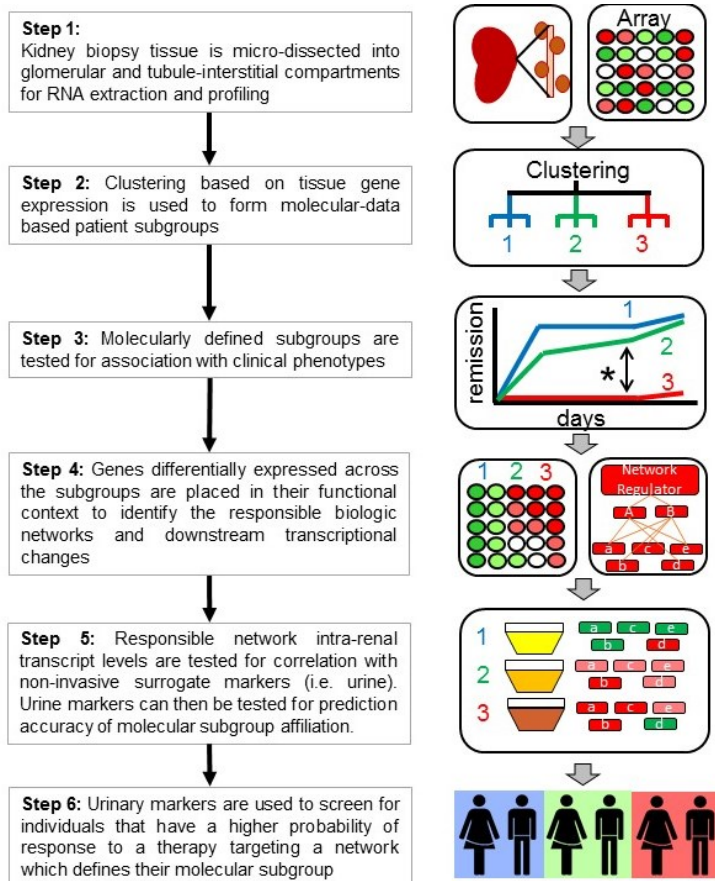 Step 1:
Kidney biopsy tissue is micro-dissected into
glomerular and tubule-interstitial compartments
for RNA extraction and profiling
Array
Step 2: Clustering based on tissue gene
expression is used to form molecular-data
based patient subgroups
Clustering
1 2 3
Step 3: Molecularly defined subgroups are
tested for association with clinical phenotypes
remission
1
2
*
3
days
Step 4: Genes differentially expressed across
the subgroups are placed in their functional
context to identify the responsible biologic
networks and downstream transcriptional
changes
1 2 3
Network
Regulator
A B
a c e
b d
Step 5: Responsible network intra-renal
transcript levels are tested for correlation with
non-invasive surrogate markers (i.e. urine).
Urine markers can then be tested for prediction
accuracy of molecular subgroup affiliation.
1
a c e
b d
2
a c e
b d
3
a c e
b d
Step 6: Urinary markers are used to screen for
individuals that have a higher probability of
response to a therapy targeting a network
which defines their molecular subgroup